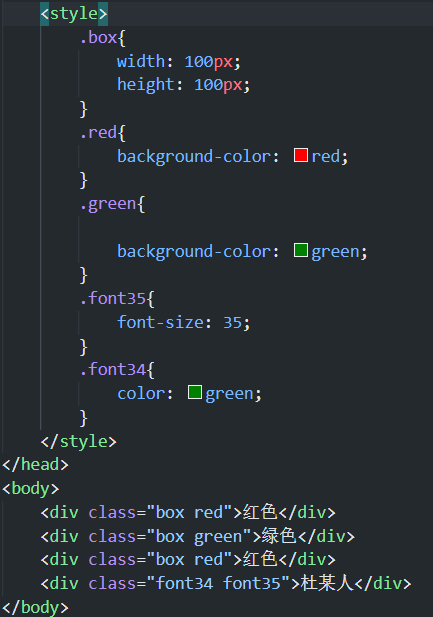 <style>
.box{
width: 100px;
height: 100px;
}
.red{
background-color: red;
}
.green{
background-color: green;
}
.font35{
font-size: 35;
}
.font34{
color: green;
}
</style>
</head>
<body>
<div class="box red">红色</div>
<div class="box green">绿色</div>
<div class="box red">红色</div>
<div class="font34 font35">杜某人</div>
</body>